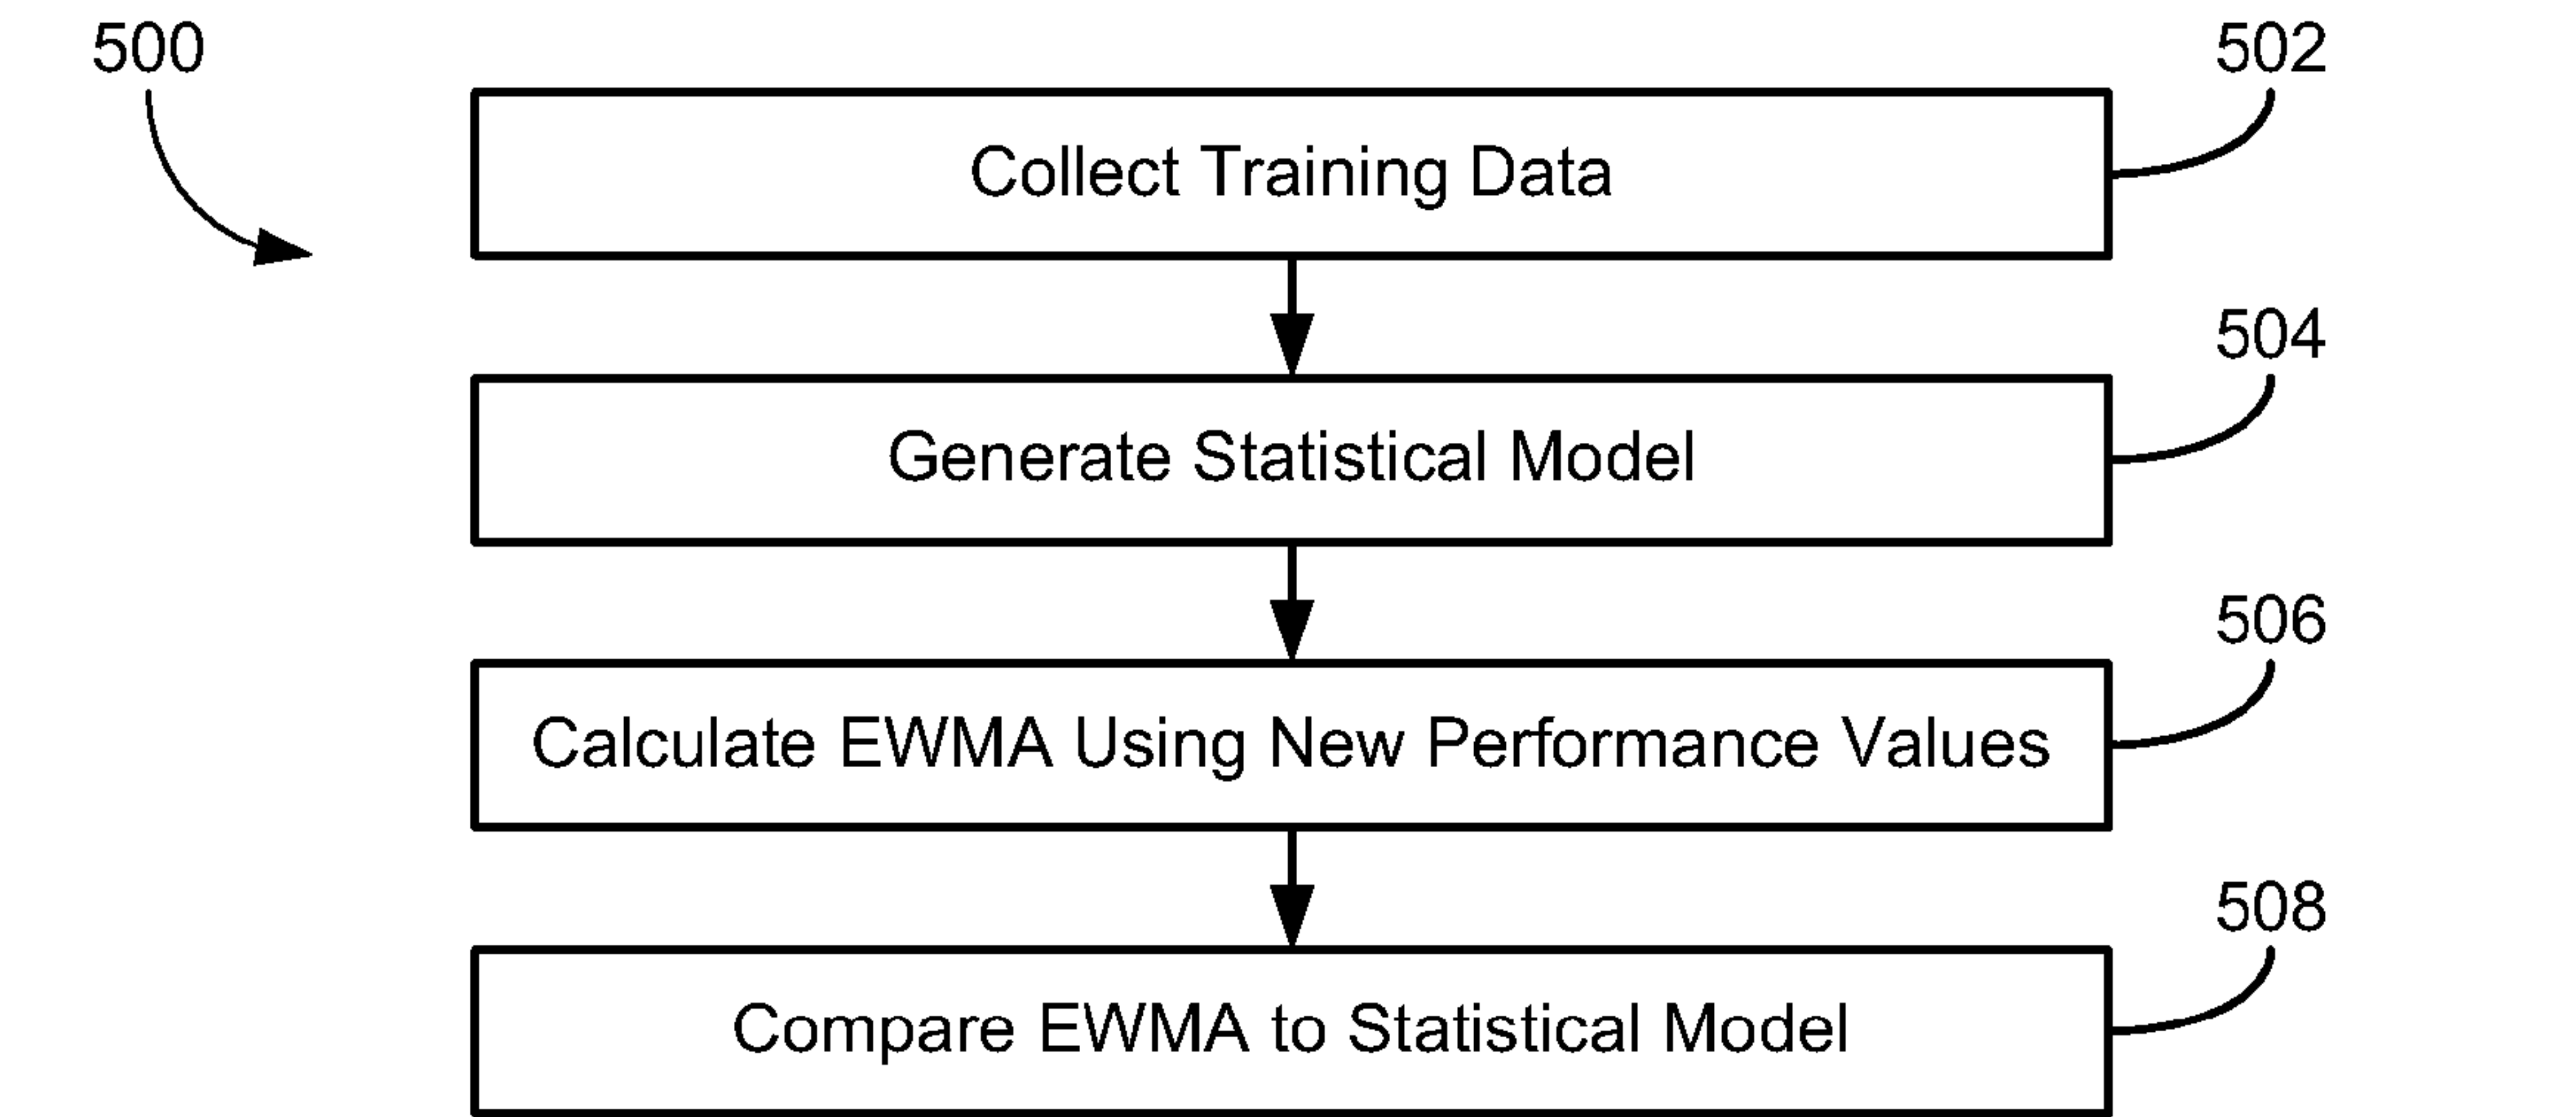 500
502
Collect Training Data
504
Generate Statistical Model
506
Calculate EWMA Using New Performance Values
508
Compare EWMA to Statistical Model